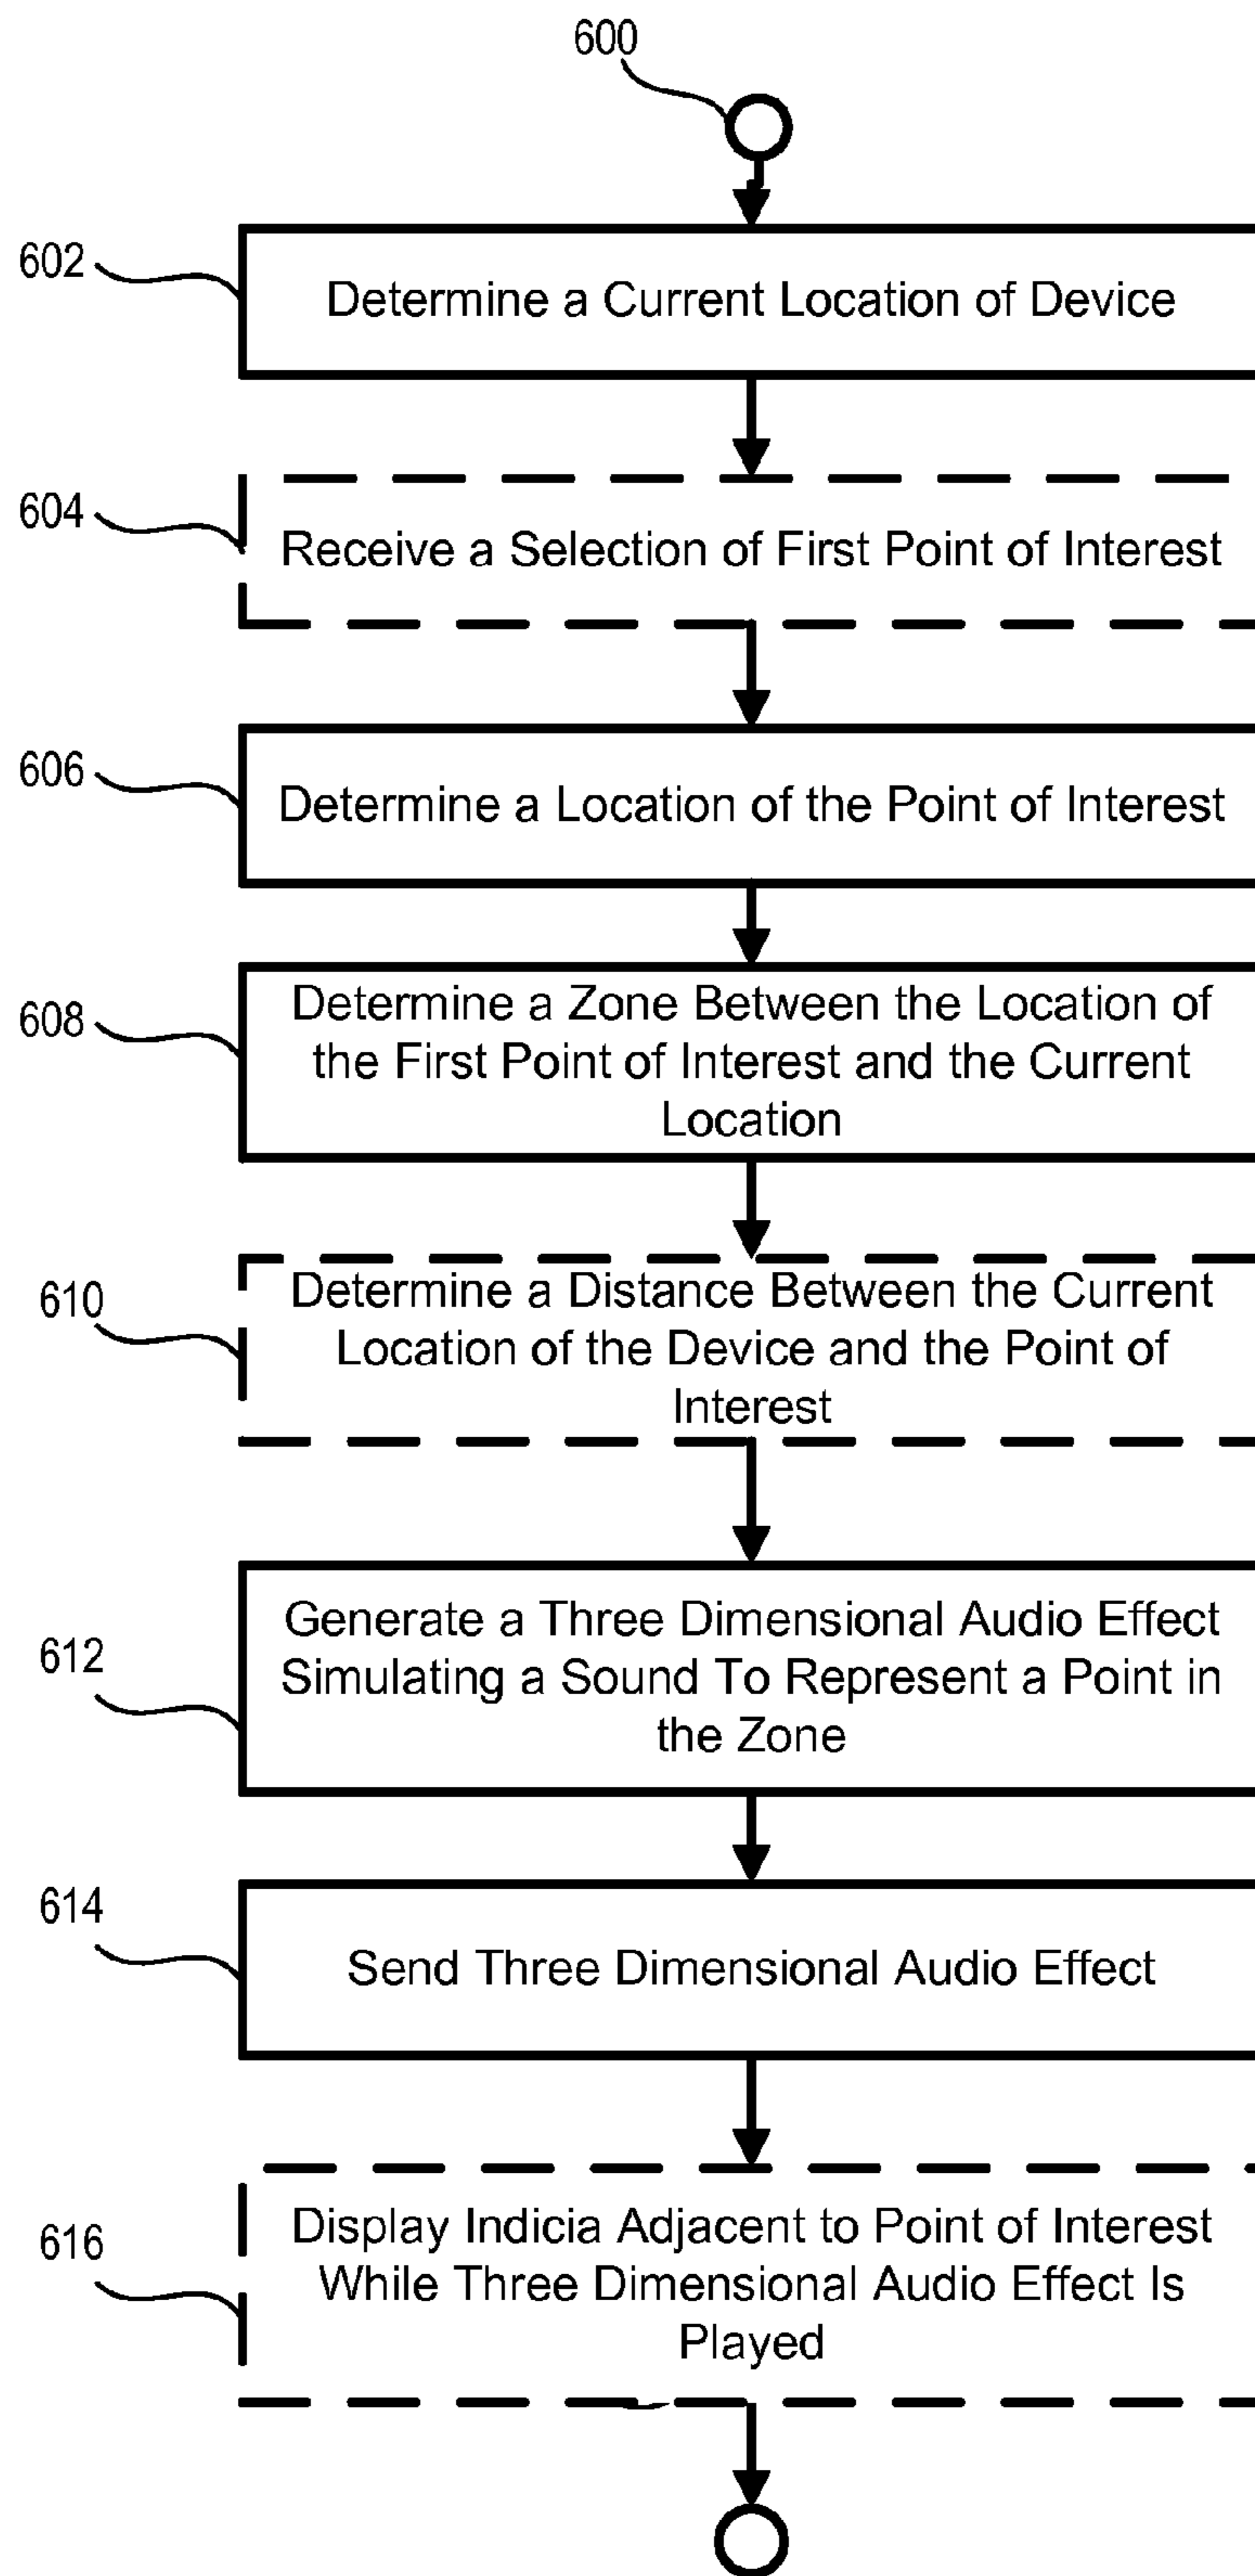 600
602
Determine a Current Location of Device
604
Receive a Selection of First Point of Interest
606
Determine a Location of the Point of Interest
608
Determine a Zone Between the Location of
the First Point of Interest and the Current
Location
610
Determine a Distance Between the Current
Location of the Device and the Point of
Interest
612
Generate a Three Dimensional Audio Effect
Simulating a Sound To Represent a Point in
the Zone
614
Send Three Dimensional Audio Effect
616
Display Indicia Adjacent to Point of Interest
While Three Dimensional Audio Effect Is
Played